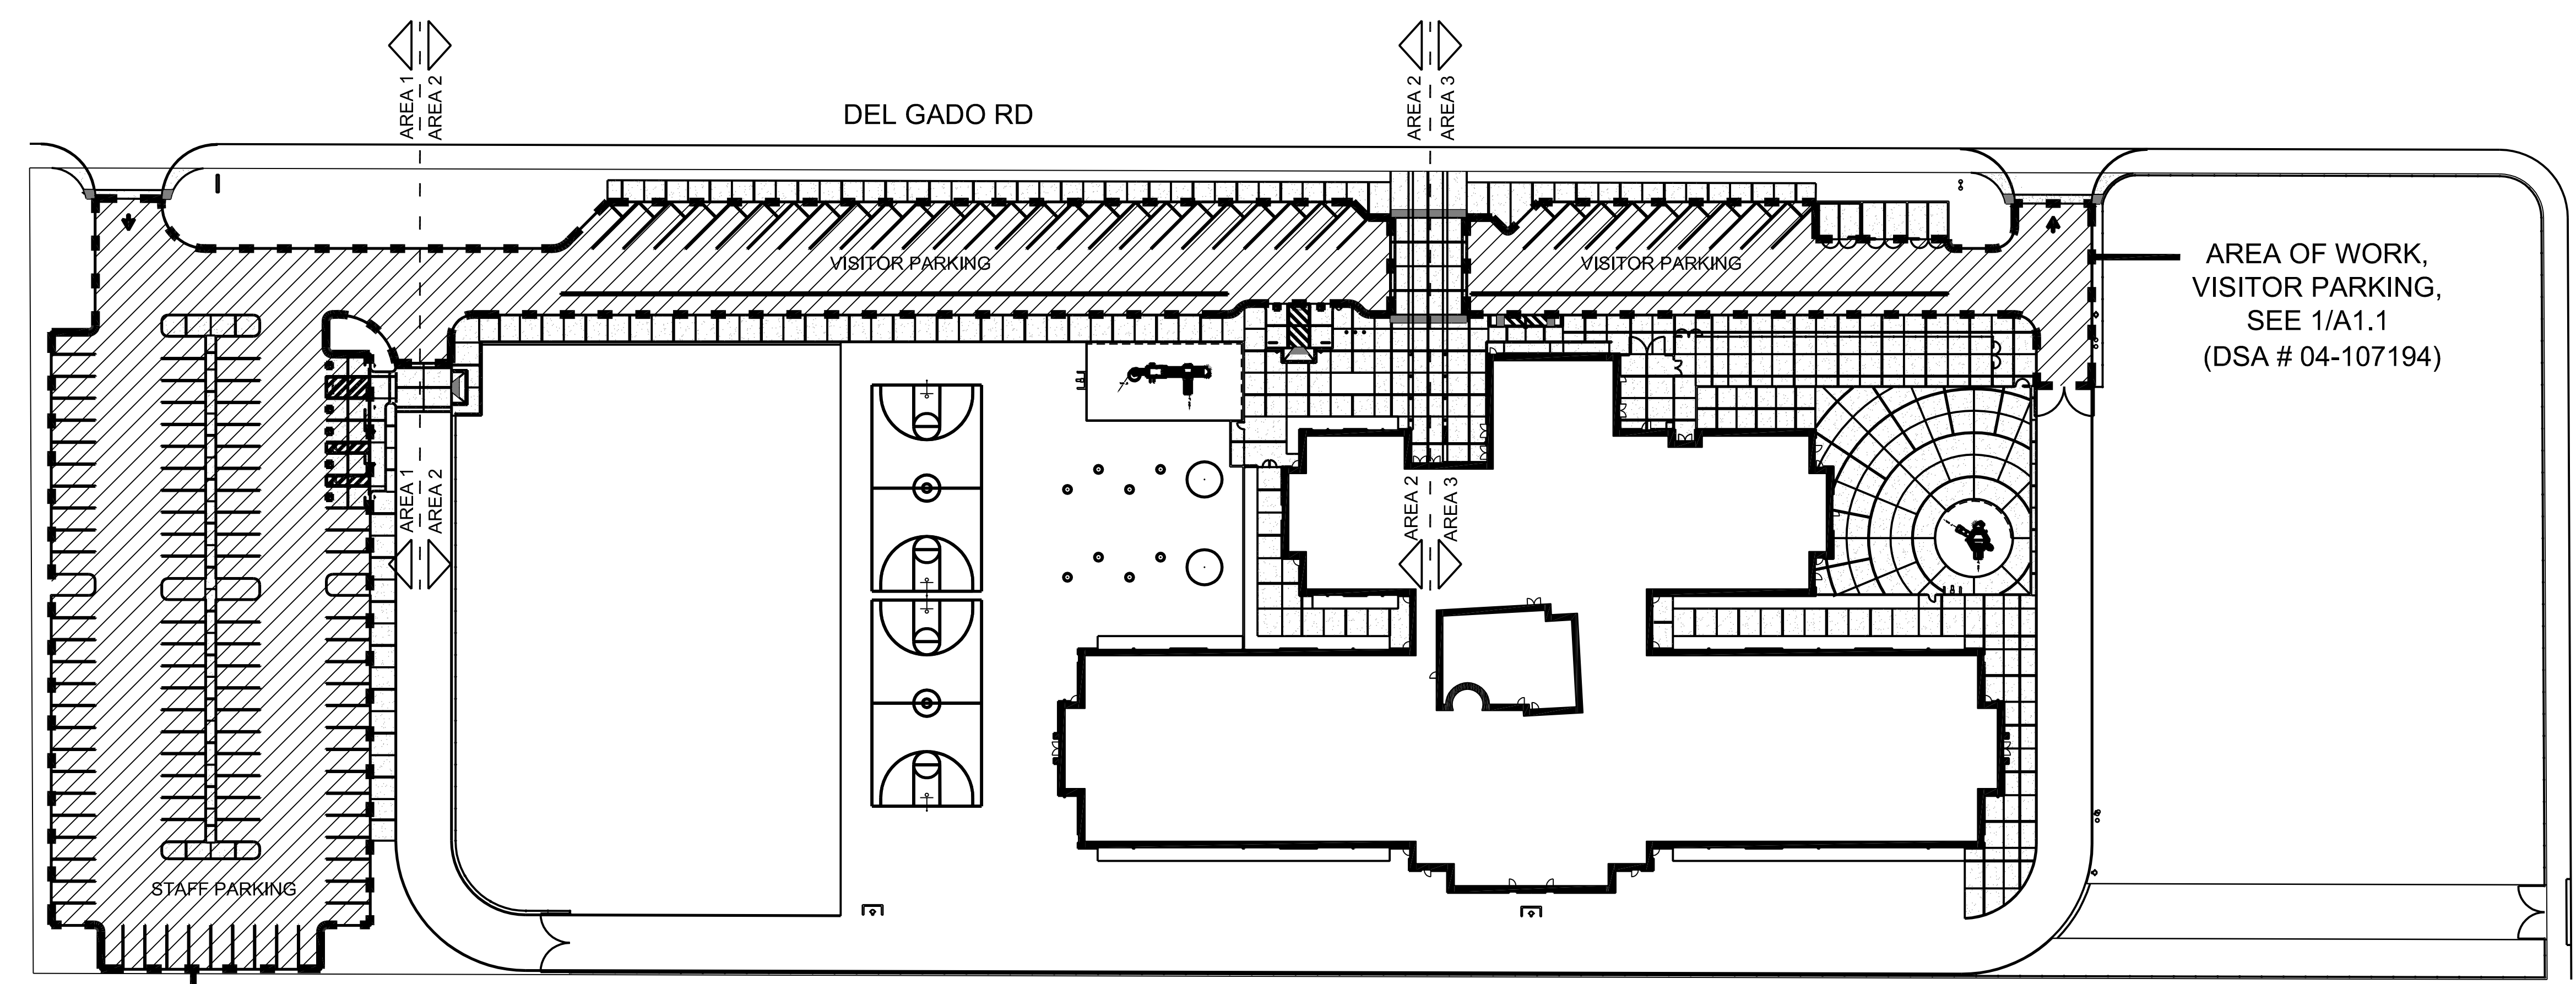 AREA 1
AREA 2
AREA 2
AREA 3
DEL GADO RD
VISITOR PARKING
VISITOR PARKING
AREA OF WORK,
VISITOR PARKING,
SEE 1/A1.1
(DSA # 04-107194)
AREA 1
AREA 2
AREA 2
AREA 3
STAFF PARKING